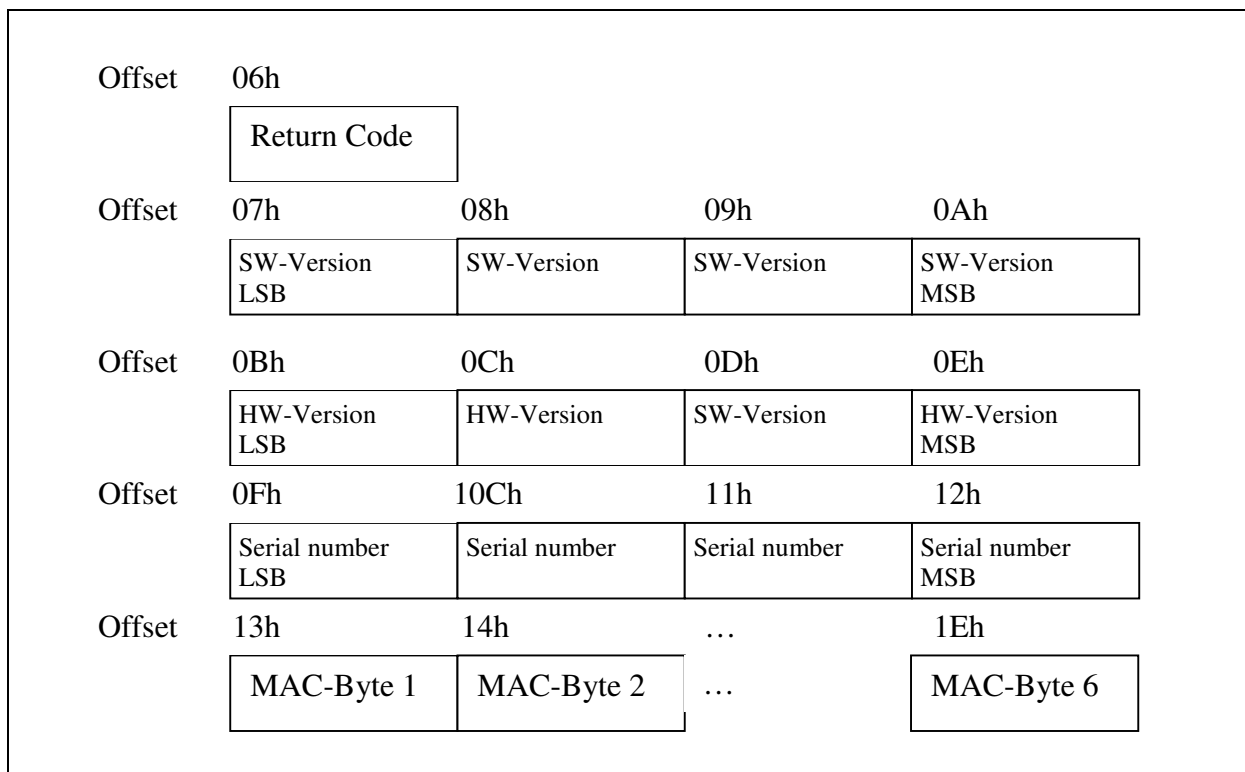 Offset 06h
Return Code
Offset 07h 08h 09h 0Ah
SW-Version SW-Version SW-Version SW-Version
LSB MSB
Offset 0Bh 0Ch 0Dh 0Eh
HW-Version HW-Version SW-Version HW-Version
LSB MSB
Offset 0Fh 10Ch 11h 12h
Serial number Serial number Serial number Serial number
LSB MSB
Offset 13h 14h … 1Eh
MAC-Byte 1 MAC-Byte 2 … MAC-Byte 6